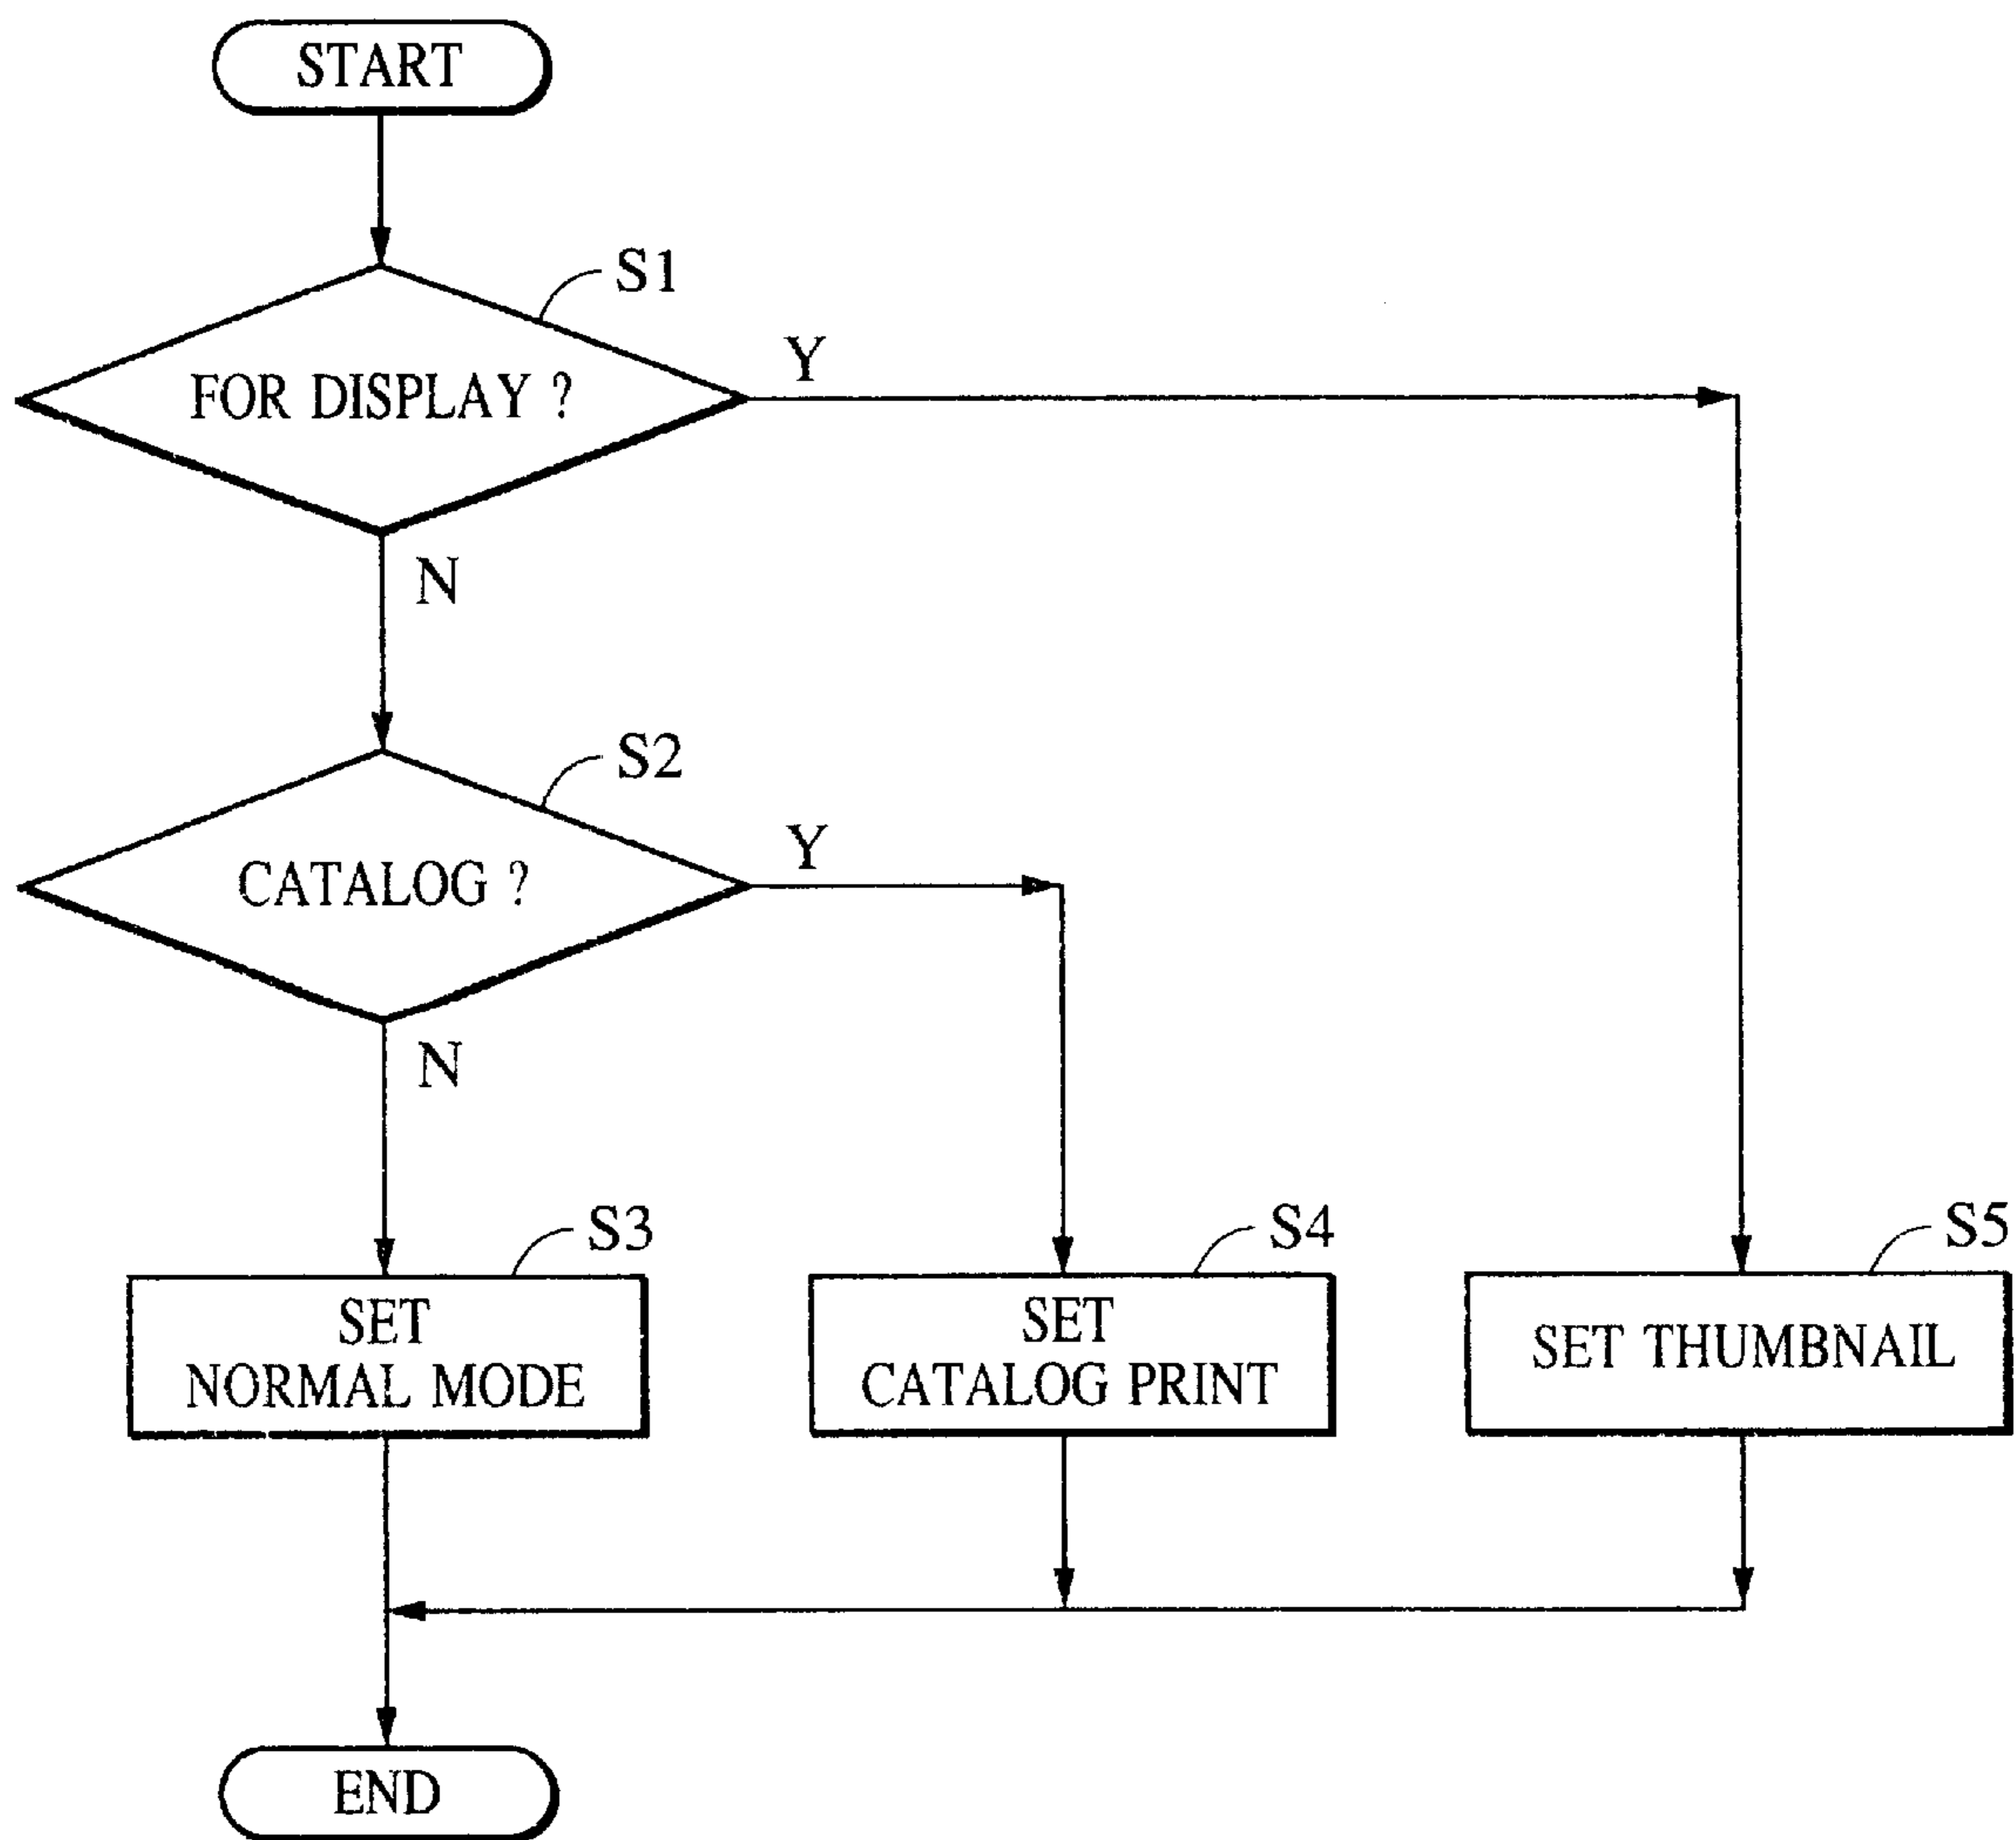 START
S1
FOR DISPLAY ?
Y
N
S2
CATALOG ?
Y
N
S3
SET
NORMAL MODE
S4
SET
CATALOG PRINT
S5
SET THUMBNAIL
END